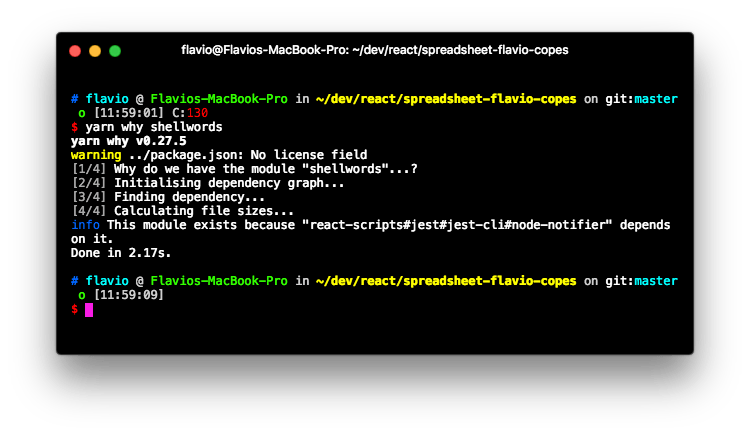 flavio@Flavios-MacBook-Pro: ~/dev/react/spreadsheet-flavio-copes
# flavio @ Flavios-MacBook-Pro in ~/dev/react/spreadsheet-flavio-copes on git:master
o [11:59:01] C:130
$ yarn why shellwords
yarn why v0.27.5
warning ../package.json: No license field
[1/4] Why do we have the module "shellwords"...?
[2/4] Initialising dependency graph...
[3/4] Finding dependency...
[4/4] Calculating file sizes...
info This module exists because "react-scripts#jest#jest-cli#node-notifier" depends
on it.
Done in 2.17s.
# flavio @ Flavios-MacBook-Pro in ~/dev/react/spreadsheet-flavio-copes on git:master
o [11:59:09]
$